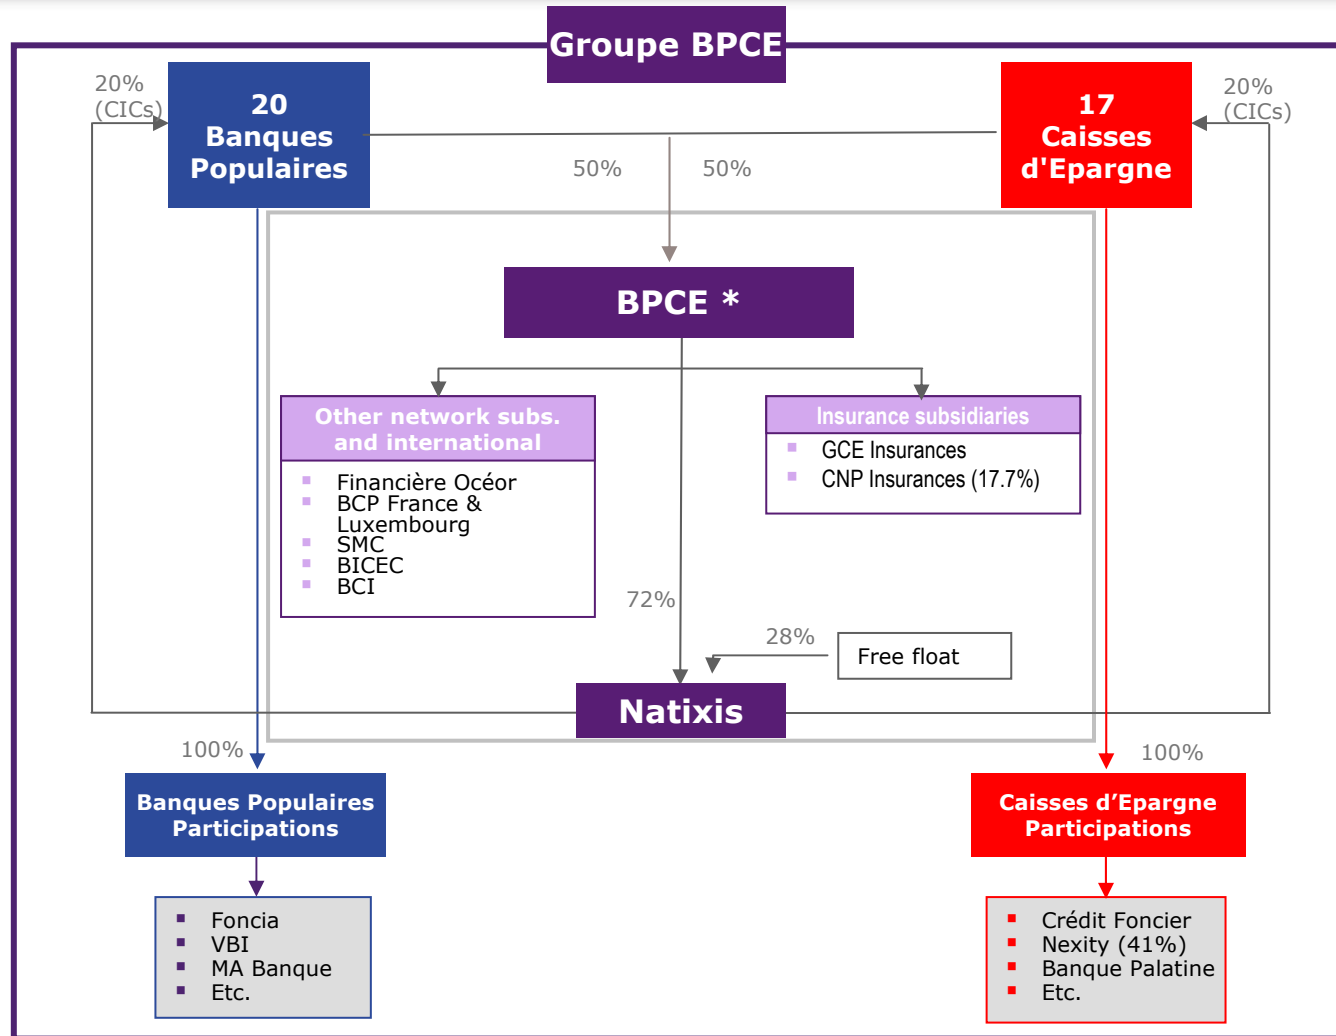 Groupe BPCE
20%
(CICs)
20
Banques
Populaires
17
Caisses
d'Epargne
20%
(CICs)
50%
50%
BPCE *
Other network subs.
and international
Financière Océor
BCP France &
Luxembourg
SMC
BICEC
BCI
Insurance subsidiaries
GCE Insurances
CNP Insurances (17.7%)
72%
28%
Free float
Natixis
100%
100%
Banques Populaires
Participations
Caisses d’Epargne
Participations
Foncia
VBI
MA Banque
Etc.
Crédit Foncier
Nexity (41%)
Banque Palatine
Etc.